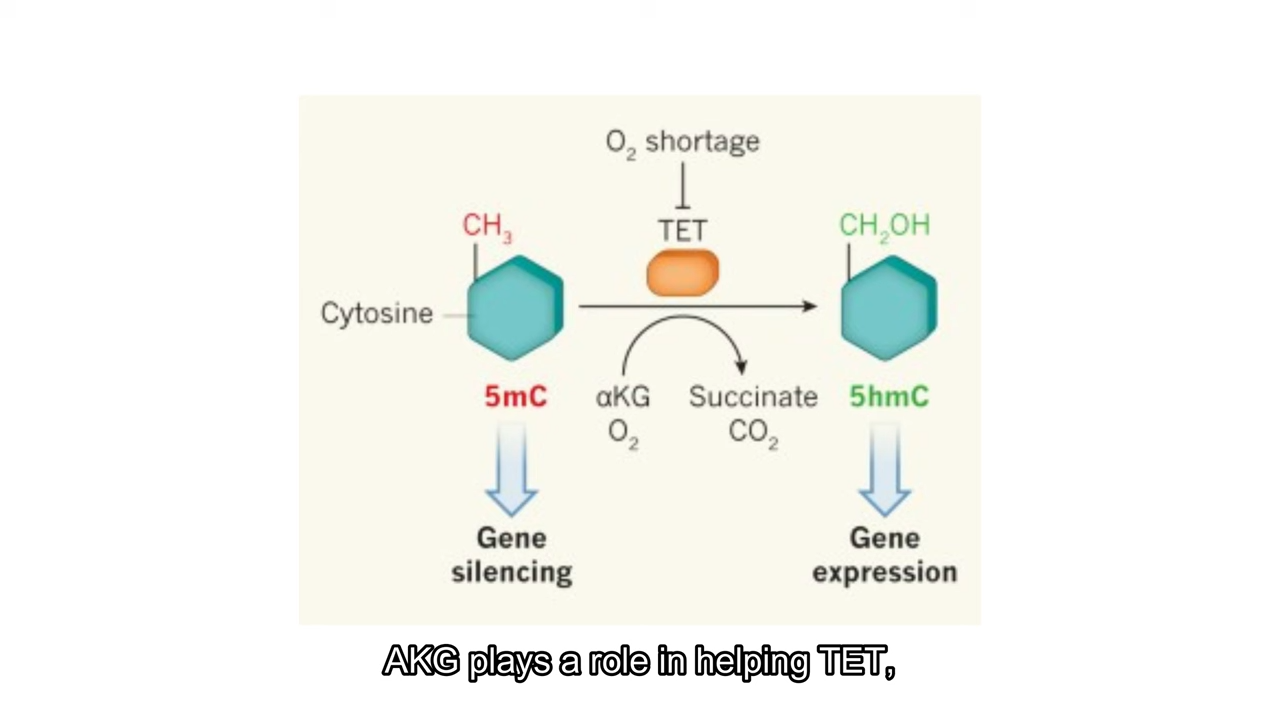 O₂ shortage
TET
CH₃
CH₂OH
Cytosine
5mC
αKG
Succinate
5hmC
O₂
CO₂
Gene
silencing
Gene
expression
AKG plays a role in helping TET,